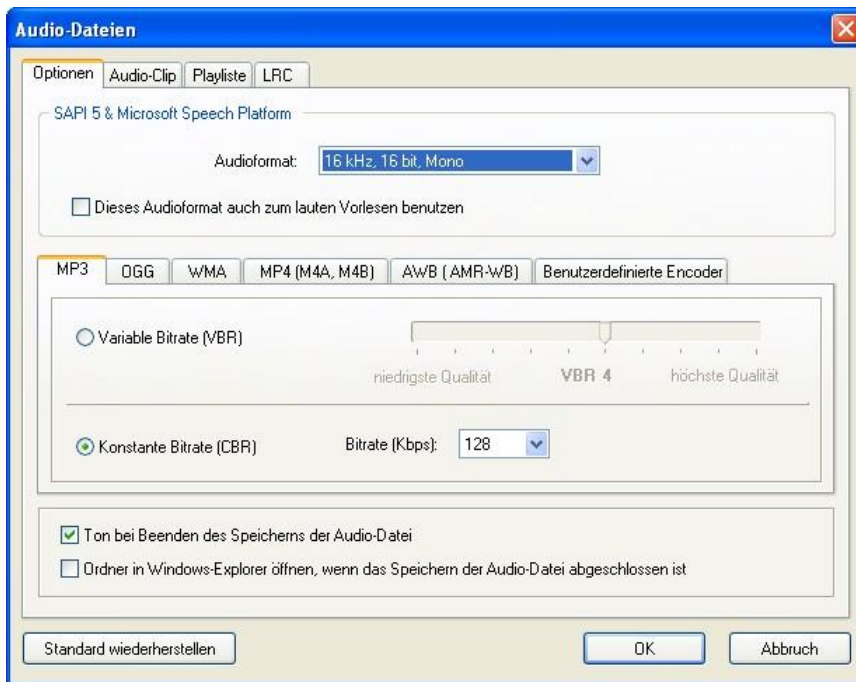 Audio-Dateien
Optionen Audio-Clip Playliste LRC
SAPI 5 & Microsoft Speech Platform
Audioformat: 16 kHz, 16 bit, Mono
Dieses Audioformat auch zum lauten Vorlesen benutzen
MP3 OGG WMA MP4 (M4A, M4B) AWB ( AMR-WB) Benutzerdefinierte Encoder
Variable Bitrate (VBR)
niedrigste Qualität VBR 4 höchste Qualität
Konstante Bitrate (CBR) Bitrate (Kbps): 128
Ton bei Beenden des Speicherns der Audio-Datei
Ordner in Windows-Explorer öffnen, wenn das Speichern der Audio-Datei abgeschlossen ist
Standard wiederherstellen OK Abbruch